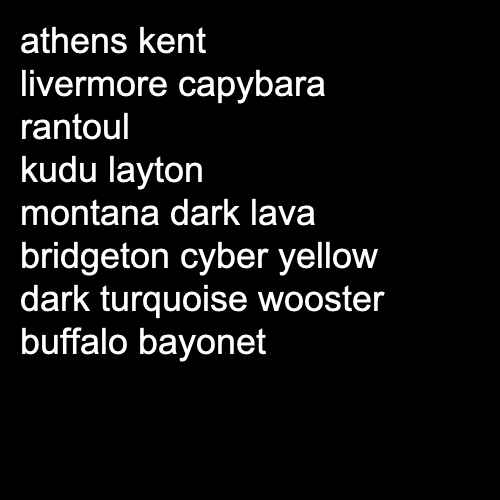 athens kent
livermore capybara
rantoul
kudu layton
montana dark lava
bridgeton cyber yellow
dark turquoise wooster
buffalo bayonet